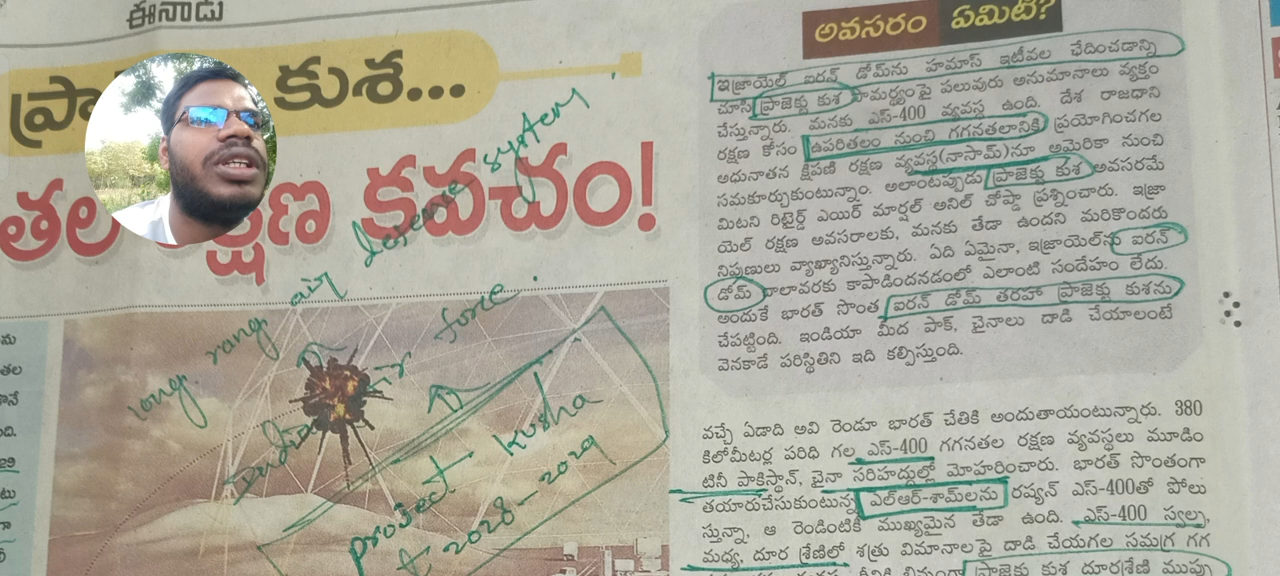 ఈనాడు
కుశ...
రక్షణ కవచం!
long rang air defense system
Indian air force.
project kusha
2028-2029
అవసరం ఏమిటి?
ఇజ్రాయెల్ ఐరన్ డోమ్‌ను హమాస్ ఇటీవల చేదించడాన్ని
చూసి ప్రాజెక్టు కుశ సామర్థ్యంపై పలువురు అనుమానాలు వ్యక్తం
చేస్తున్నారు. మనకు ఎస్-400 వ్యవస్థ ఉంది. దేశ రాజధాని
రక్షణ కోసం ఉపరితలం నుంచి గగనతలానికి ప్రయోగించగల
అధునాతన క్షిపణి రక్షణ వ్యవస్థ(నాసామ్)నూ అమెరికా నుంచి
సమకూర్చుకుంటున్నాం. అలాంటప్పుడు ప్రాజెక్టు కుశ అవసరమే
మిటని రిటైర్డ్ ఎయిర్ మార్షల్ అనిల్ చోప్డా ప్రశ్నించారు. ఇజ్రా
యెల్ రక్షణ అవసరాలకు, మనకు తేడా ఉందని మరికొందరు
నిపుణులు వ్యాఖ్యానిస్తున్నారు. ఏది ఏమైనా, ఇజ్రాయెల్‌ను ఐరన్
డోమ్ చాలావరకు కాపాడిందనడంలో ఎలాంటి సందేహం లేదు.
అందుకే భారత్ సొంత ఐరన్ డోమ్ తరహా ప్రాజెక్టు కుశను
చేపట్టింది. ఇండియా మీద పాక్, చైనాలు దాడి చేయాలంటే
వెనకాడే పరిస్థితిని ఇది కల్పిస్తుంది.
వచ్చే ఏడాది అవి రెండూ భారత్ చేతికి అందుతాయంటున్నారు. 380
కిలోమీటర్ల పరిధి గల ఎస్-400 గగనతల రక్షణ వ్యవస్థలు మూడిం
టినీ పాకిస్థాన్, చైనా సరిహద్దుల్లో మోహరించారు. భారత్ సొంతంగా
తయారుచేసుకుంటున్న ఎల్ఆర్-శామ్‌లను రష్యన్ ఎస్-400తో పోలు
స్తున్నా, ఆ రెండింటికీ ముఖ్యమైన తేడా ఉంది. ఎస్-400 స్వల్ప,
మధ్య, దూర శ్రేణిలో శత్రు విమానాలపై దాడి చేయగల సమగ్ర గగ
ప్రాజెక్టు కుశ దూరశ్రేణి ముప్పు